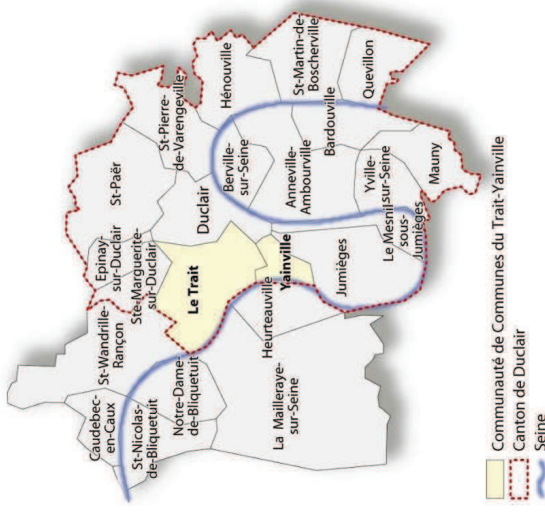 Caudebec-
en-Caux
St-Wandrille-
Rançon
St-Nicolas-
de-Bliquetuit
Notre-Dame-
de-Bliquetuit
La Mailleraye-
sur-Seine
Epinay-
sur-Duclair
Ste-Marguerite-
sur-Duclair
St-Paër
St-Pierre-
de-Varengeville
Le Trait
Duclair
Hénouville
Heurteauville
Yainville
Berville-
sur-Seine
St-Martin-de-
Boscherville
Anneville-
Ambourville
Bardouville
Quevillon
Jumièges
Yville-
sur-Seine
Le Mesnil-
sous-
Jumièges
Mauny
Communauté de Communes du Trait-Yainville
Canton de Duclair
Seine